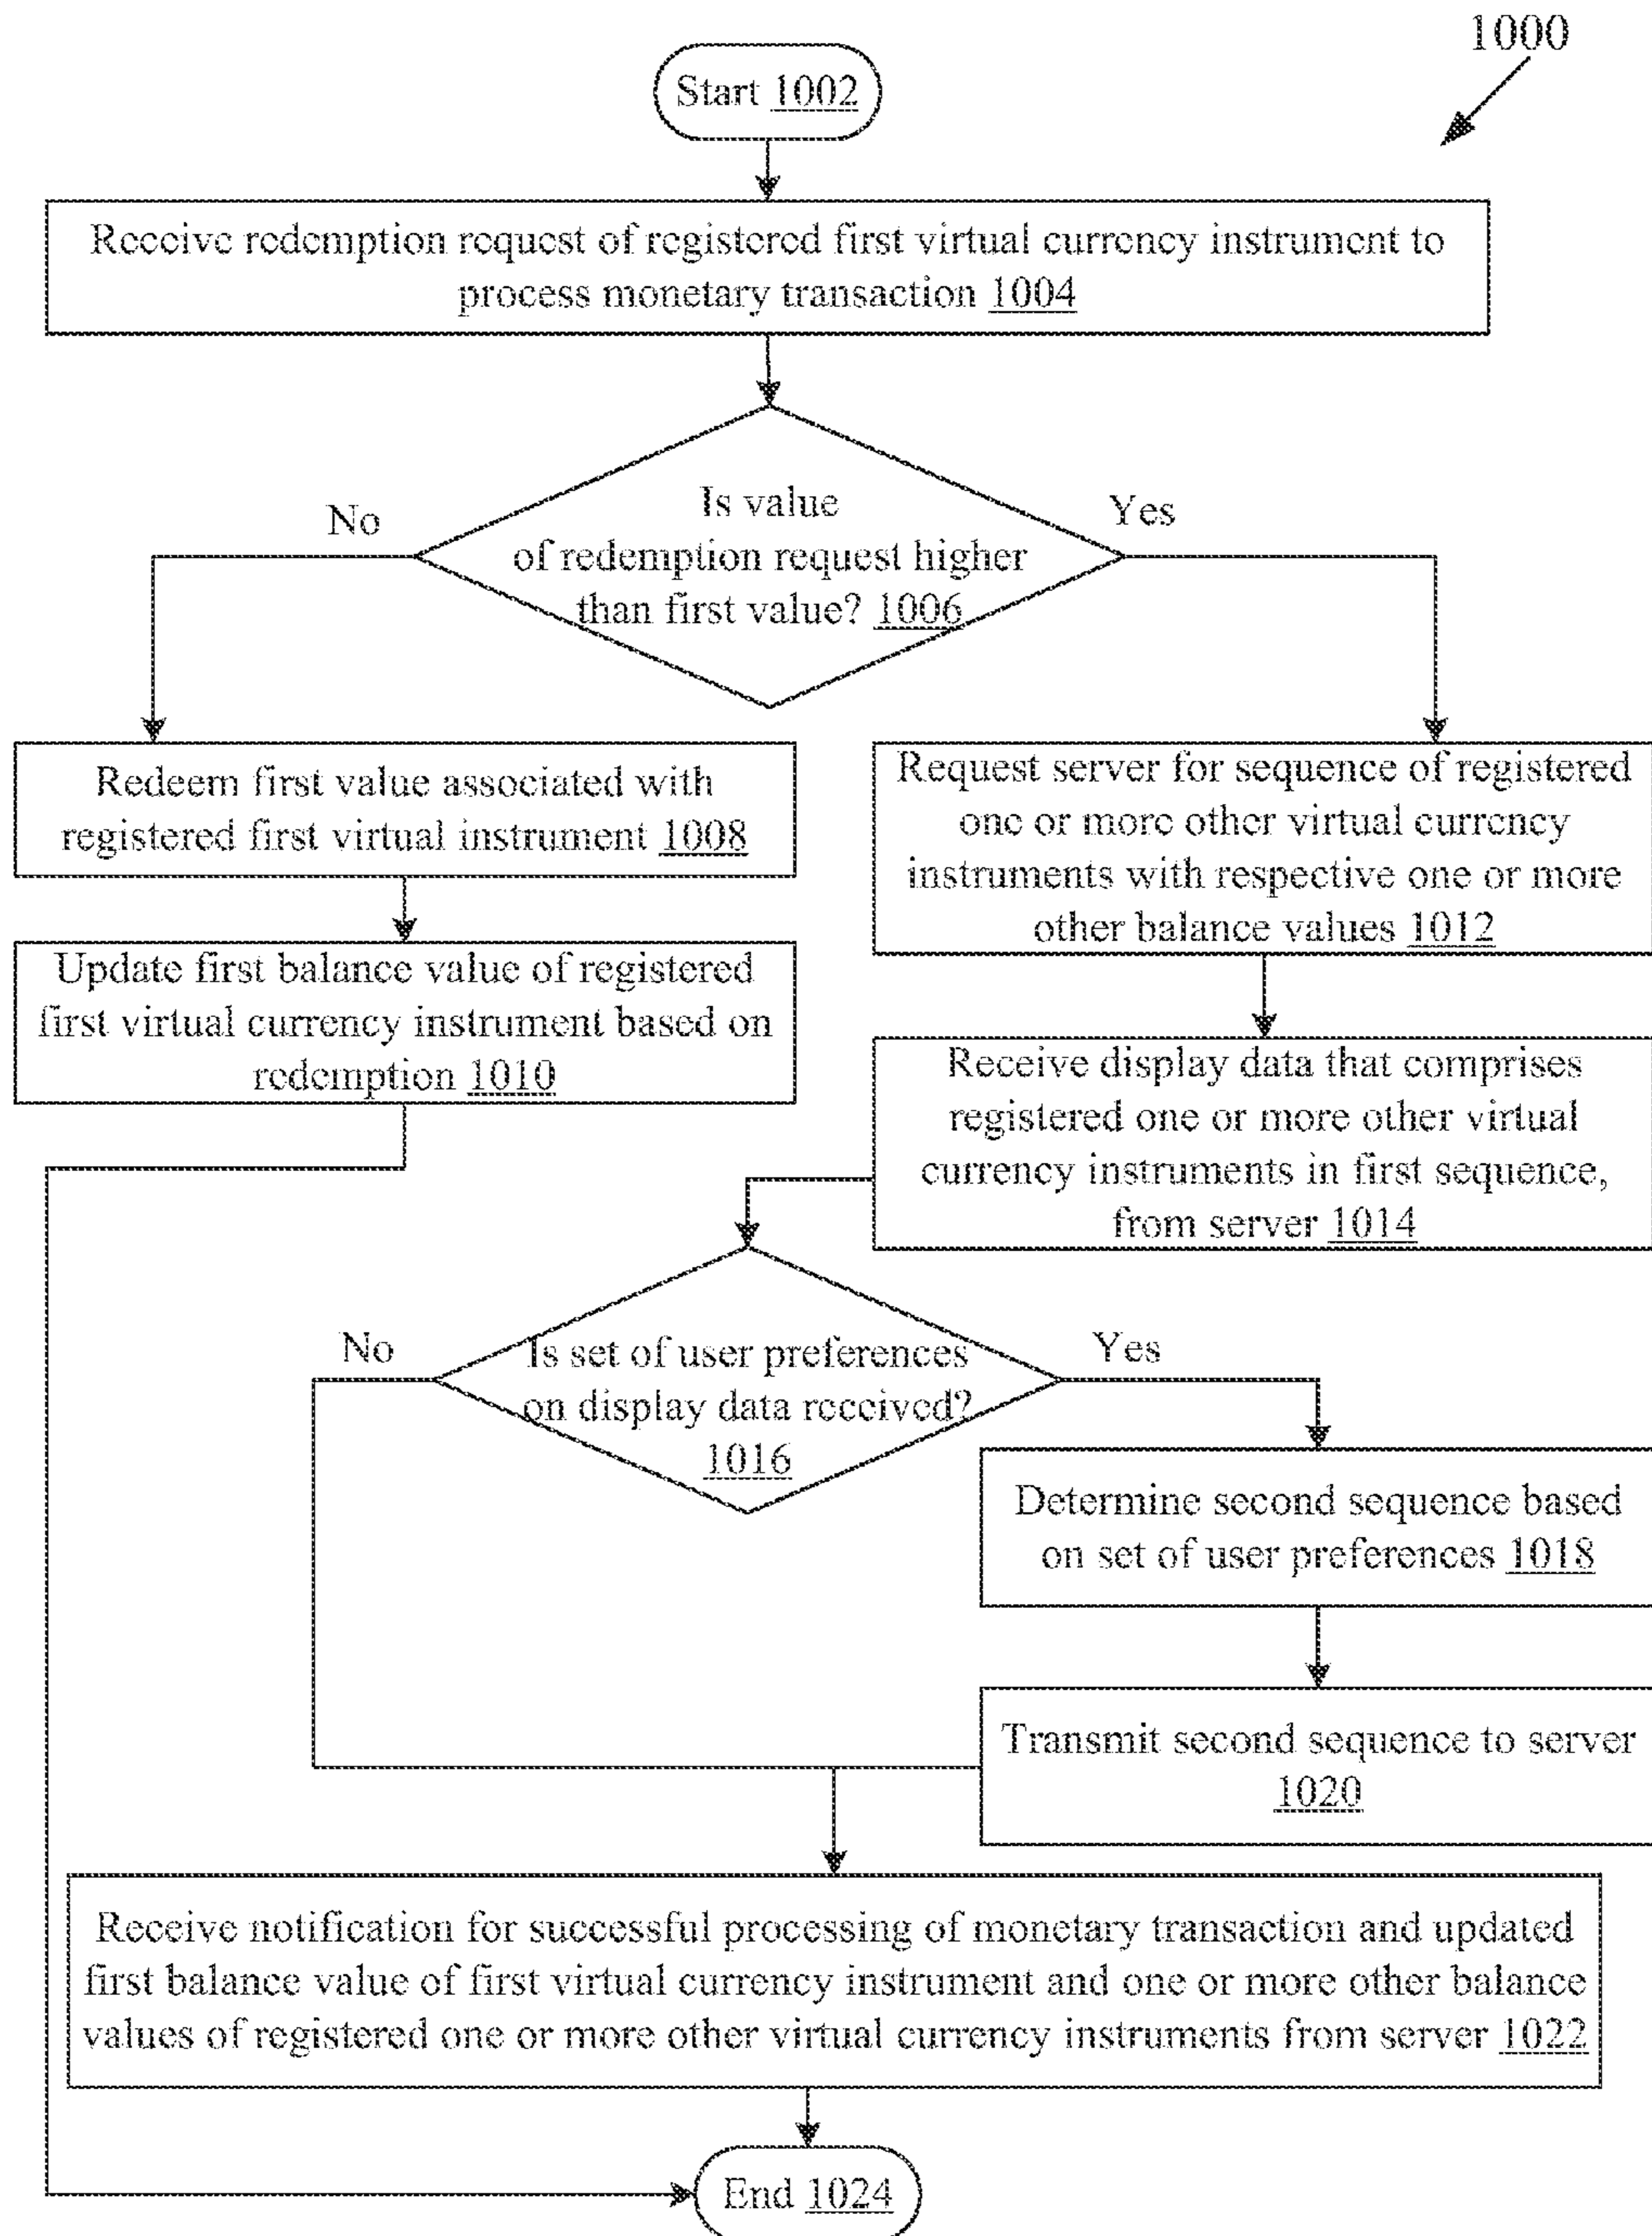 1000
Start 1002
Receive redemption request of registered first virtual currency instrument to
process monetary transaction 1004
Is value
of redemption request higher
than first value? 1006
No
Yes
Redeem first value associated with
registered first virtual instrument 1008
Update first balance value of registered
first virtual currency instrument based on
redemption 1010
Request server for sequence of registered
one or more other virtual currency
instruments with respective one or more
other balance values 1012
Receive display data that comprises
registered one or more other virtual
currency instruments in first sequence,
from server 1014
Is set of user preferences
on display data received?
1016
No
Yes
Determine second sequence based
on set of user preferences 1018
Transmit second sequence to server
1020
Receive notification for successful processing of monetary transaction and updated
first balance value of first virtual currency instrument and one or more other balance
values of registered one or more other virtual currency instruments from server 1022
End 1024